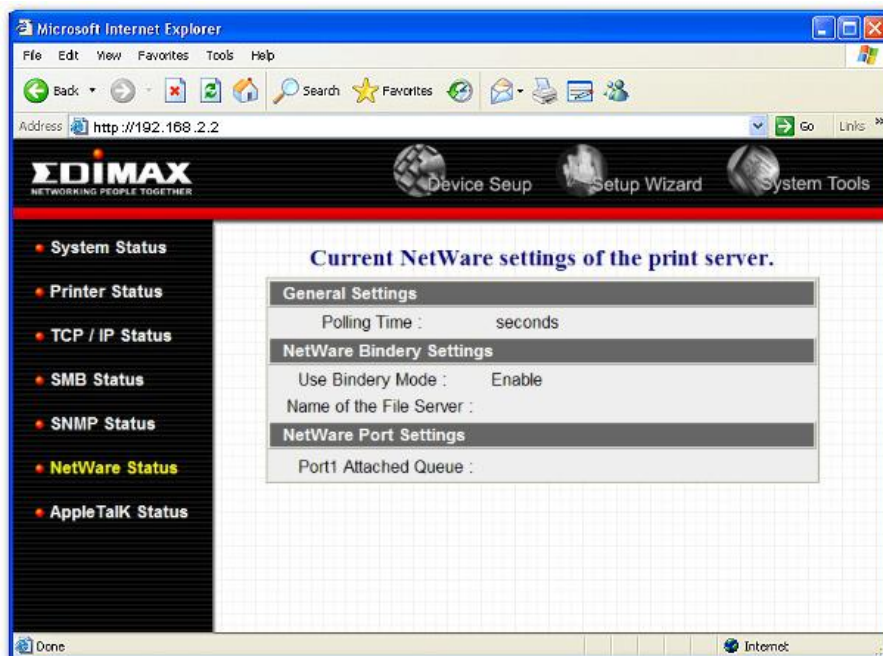 Microsoft Internet Explorer
File Edit View Favorites Tools Help
Back Search Favorites
Address http://192.168.2.2 Go Links »
EDIMAX
NETWORKING PEOPLE TOGETHER
Device Seup Setup Wizard System Tools
System Status
Printer Status
TCP / IP Status
SMB Status
SNMP Status
NetWare Status
AppleTalK Status
Current NetWare settings of the print server.
General Settings
Polling Time : seconds
NetWare Bindery Settings
Use Bindery Mode : Enable
Name of the File Server :
NetWare Port Settings
Port1 Attached Queue :
Done Internet